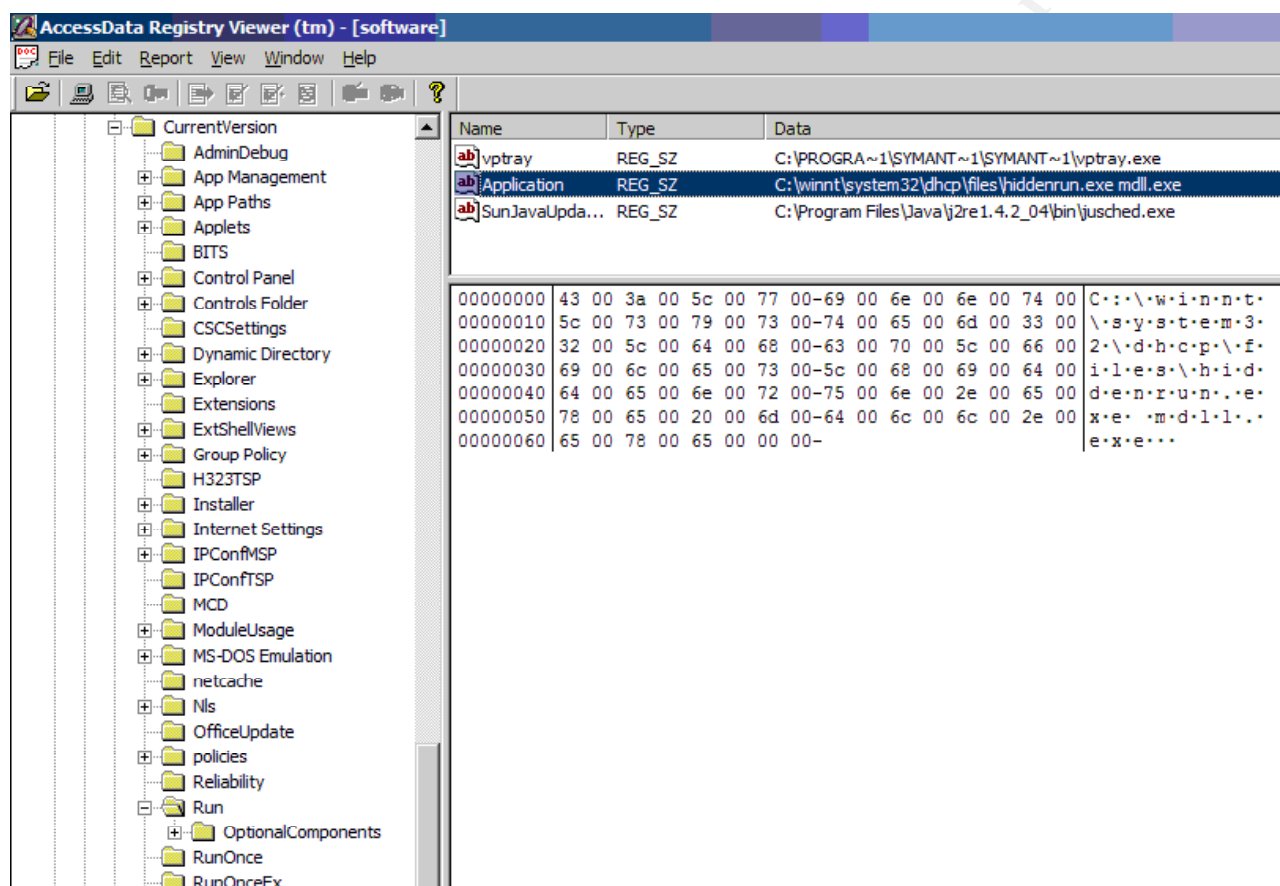 AccessData Registry Viewer (tm) - [software]
File Edit Report View Window Help
CurrentVersion
AdminDebug
App Management
App Paths
Applets
BITS
Control Panel
Controls Folder
CSCSettings
Dynamic Directory
Explorer
Extensions
ExtShellViews
Group Policy
H323TSP
Installer
Internet Settings
IPConfMSP
IPConfTSP
MCD
ModuleUsage
MS-DOS Emulation
netcache
Nls
OfficeUpdate
policies
Reliability
Run
OptionalComponents
RunOnce
RunOnceEx
Name Type Data
vptray REG_SZ C:\PROGRA~1\SYMANT~1\SYMANT~1\vptray.exe
Application REG_SZ C:\winnt\system32\dhcp\files\hiddenrun.exe mdll.exe
SunJavaUpda... REG_SZ C:\Program Files\Java\j2re1.4.2_04\bin\jusched.exe
00000000 43 00 3a 00 5c 00 77 00-69 00 6e 00 6e 00 74 00 C·:·\·w·i·n·n·t·
00000010 5c 00 73 00 79 00 73 00-74 00 65 00 6d 00 33 00 \·s·y·s·t·e·m·3·
00000020 32 00 5c 00 64 00 68 00-63 00 70 00 5c 00 66 00 2·\·d·h·c·p·\·f·
00000030 69 00 6c 00 65 00 73 00-5c 00 68 00 69 00 64 00 i·l·e·s·\·h·i·d·
00000040 64 00 65 00 6e 00 72 00-75 00 6e 00 2e 00 65 00 d·e·n·r·u·n·.·e·
00000050 78 00 65 00 20 00 6d 00-64 00 6c 00 6c 00 2e 00 x·e· ·m·d·l·l·.·
00000060 65 00 78 00 65 00 00 00- e·x·e···